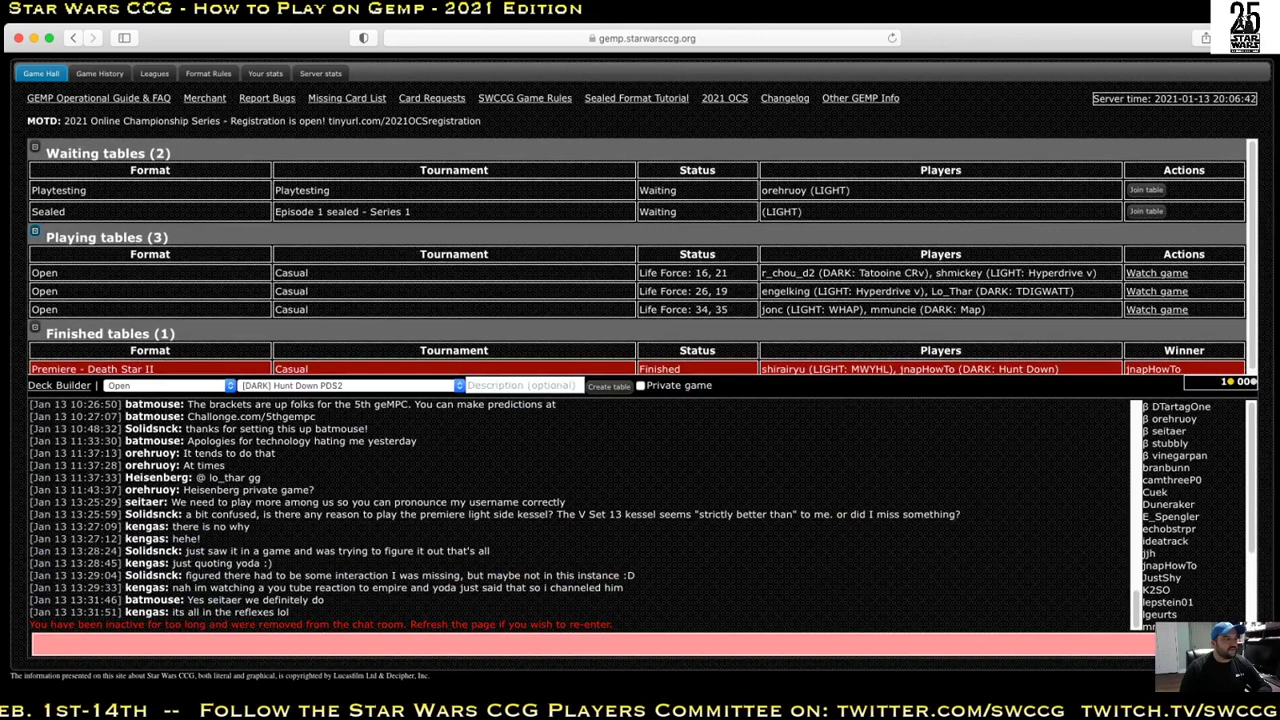 Star Wars CCG - How to Play on Gemp - 2021 Edition
25
STAR WARS
gemp.starwarsccg.org
Game Hall Game History Leagues Format Rules Your stats Server stats
GEMP Operational Guide & FAQ Merchant Report Bugs Missing Card List Card Requests SWCCG Game Rules Sealed Format Tutorial 2021 OCS Changelog Other GEMP Info Server time: 2021-01-13 20:06:42
MOTD: 2021 Online Championship Series - Registration is open! tinyurl.com/2021OCSregistration
Waiting tables (2)
Format Tournament Status Players Actions
Playtesting Playtesting Waiting orehruoy (LIGHT) Join table
Sealed Episode 1 sealed - Series 1 Waiting (LIGHT) Join table
Playing tables (3)
Format Tournament Status Players Actions
Open Casual Life Force: 16, 21 r_chou_d2 (DARK: Tatooine CRv), shmickey (LIGHT: Hyperdrive v) Watch game
Open Casual Life Force: 26, 19 engelking (LIGHT: Hyperdrive v), Lo_Thar (DARK: TDIGWATT) Watch game
Open Casual Life Force: 34, 35 jonc (LIGHT: WHAP), mmuncie (DARK: Map) Watch game
Finished tables (1)
Format Tournament Status Players Winner
Premiere - Death Star II Casual Finished shirairyu (LIGHT: MWYHL), jnapHowTo (DARK: Hunt Down) jnapHowTo
Deck Builder | Open [DARK] Hunt Down PDS2 Description (optional) Create table Private game 1 00
[Jan 13 10:26:50] batmouse: The brackets are up folks for the 5th geMPC. You can make predictions at
[Jan 13 10:27:07] batmouse: Challonge.com/5thgempc
[Jan 13 10:48:32] Solidsnck: thanks for setting this up batmouse!
[Jan 13 11:33:30] batmouse: Apologies for technology hating me yesterday
[Jan 13 11:37:13] orehruoy: It tends to do that
[Jan 13 11:37:28] orehruoy: At times
[Jan 13 11:37:33] Heisenberg: @ lo_thar gg
[Jan 13 11:43:37] orehruoy: Heisenberg private game?
[Jan 13 13:25:29] seitaer: We need to play more among us so you can pronounce my username correctly
[Jan 13 13:25:59] Solidsnck: a bit confused, is there any reason to play the premiere light side kessel? The V Set 13 kessel seems "strictly better than" to me. or did I miss something?
[Jan 13 13:27:09] kengas: there is no why
[Jan 13 13:27:12] kengas: hehe!
[Jan 13 13:28:24] Solidsnck: just saw it in a game and was trying to figure it out that's all
[Jan 13 13:28:45] kengas: just quoting yoda :)
[Jan 13 13:29:04] Solidsnck: figured there had to be some interaction I was missing, but maybe not in this instance :D
[Jan 13 13:29:33] kengas: nah im watching a you tube reaction to empire and yoda just said that so i channeled him
[Jan 13 13:31:46] batmouse: Yes seitaer we definitely do
[Jan 13 13:31:51] kengas: its all in the reflexes lol
You have been inactive for too long and were removed from the chat room. Refresh the page if you wish to re-enter.
β DTartagOne
β orehruoy
β seitaer
β stubbly
β vinegarpan
branbunn
camthreeP0
Cuek
Duneraker
E_Spengler
echobstrpr
ideatrack
jjh
jnapHowTo
JustShy
K2SO
lepstein01
lgeurts
The information presented on this site about Star Wars CCG, both literal and graphical, is copyrighted by Lucasfilm Ltd & Decipher, Inc.
eb. 1st-14th -- Follow the Star Wars CCG Players Committee on: twitter.com/swccg twitch.tv/swccg